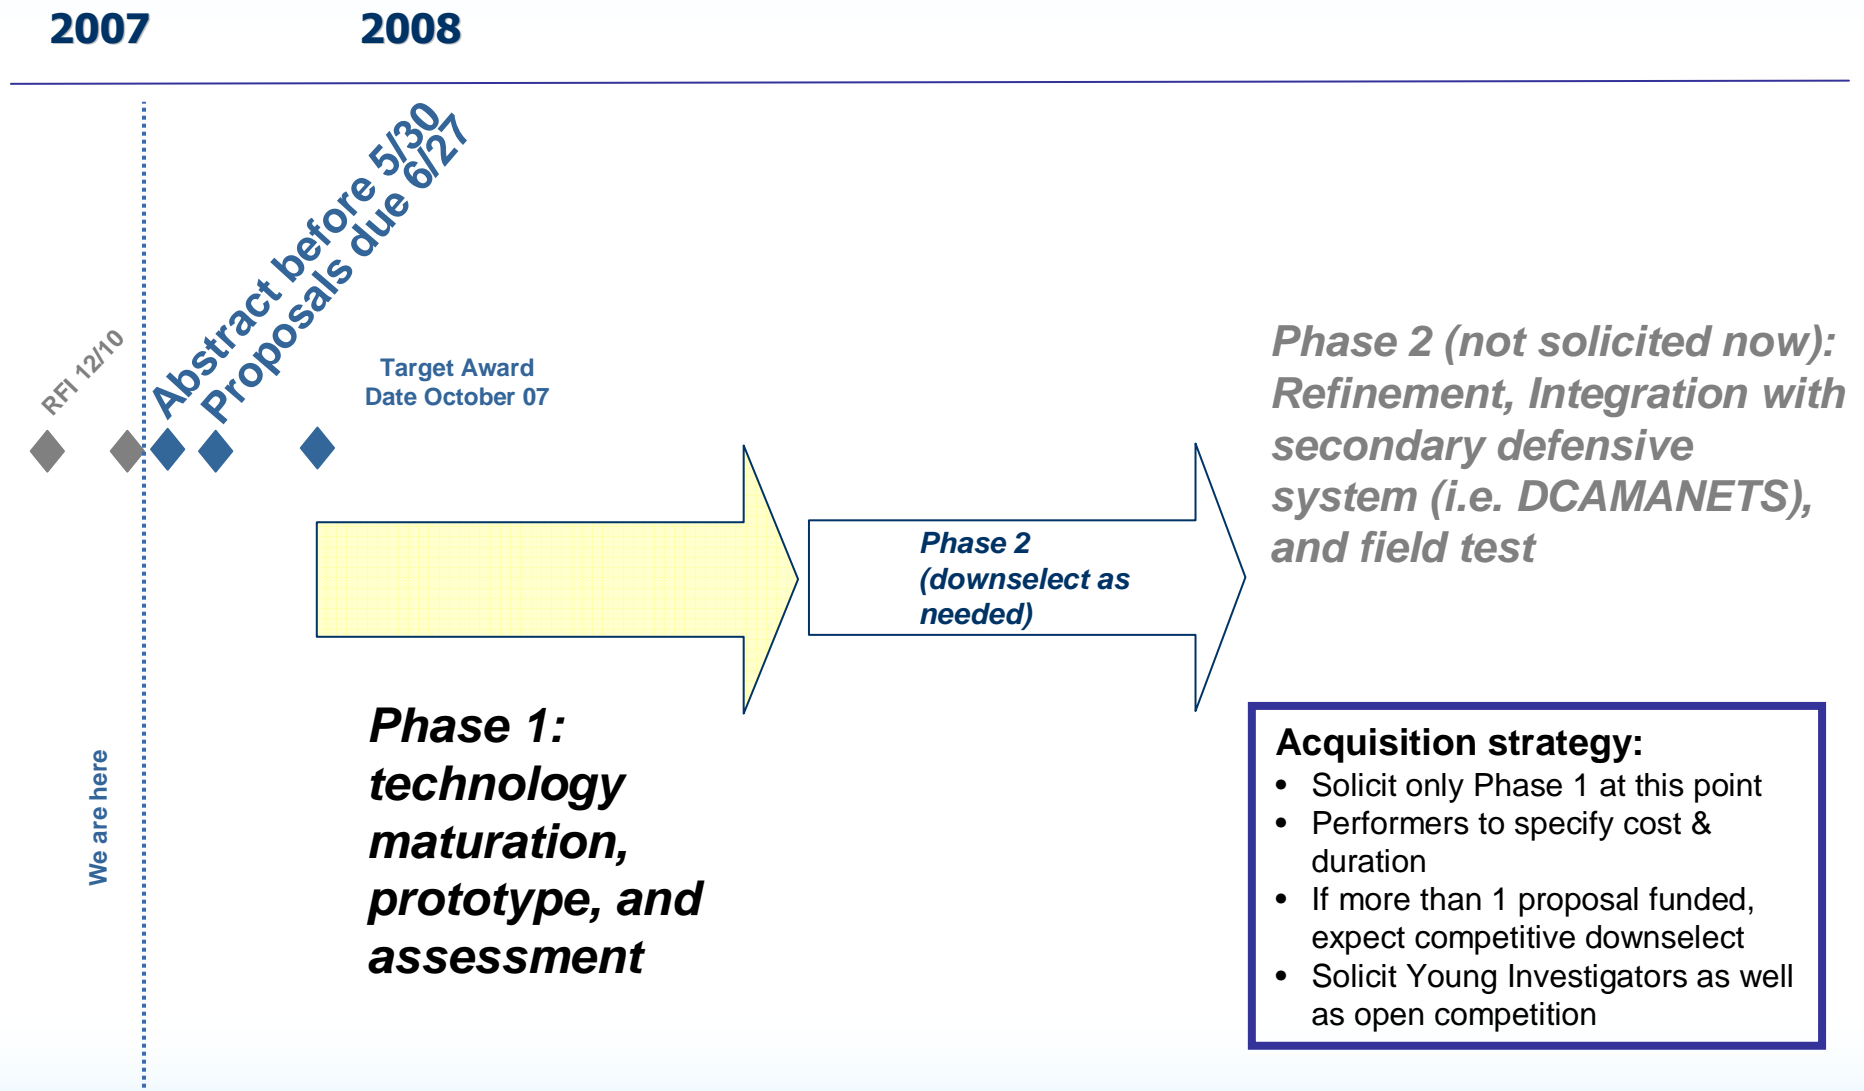 2007
2008
RFI 12/10
Abstract before 5/30
Proposals due 6/27
Target Award
Date October 07
We are here
Phase 1:
technology
maturation,
prototype, and
assessment
Phase 2
(downselect as
needed)
Phase 2 (not solicited now):
Refinement, Integration with
secondary defensive
system (i.e. DCAMANETS),
and field test
Acquisition strategy:
• Solicit only Phase 1 at this point
• Performers to specify cost &
duration
• If more than 1 proposal funded,
expect competitive downselect
• Solicit Young Investigators as well
as open competition